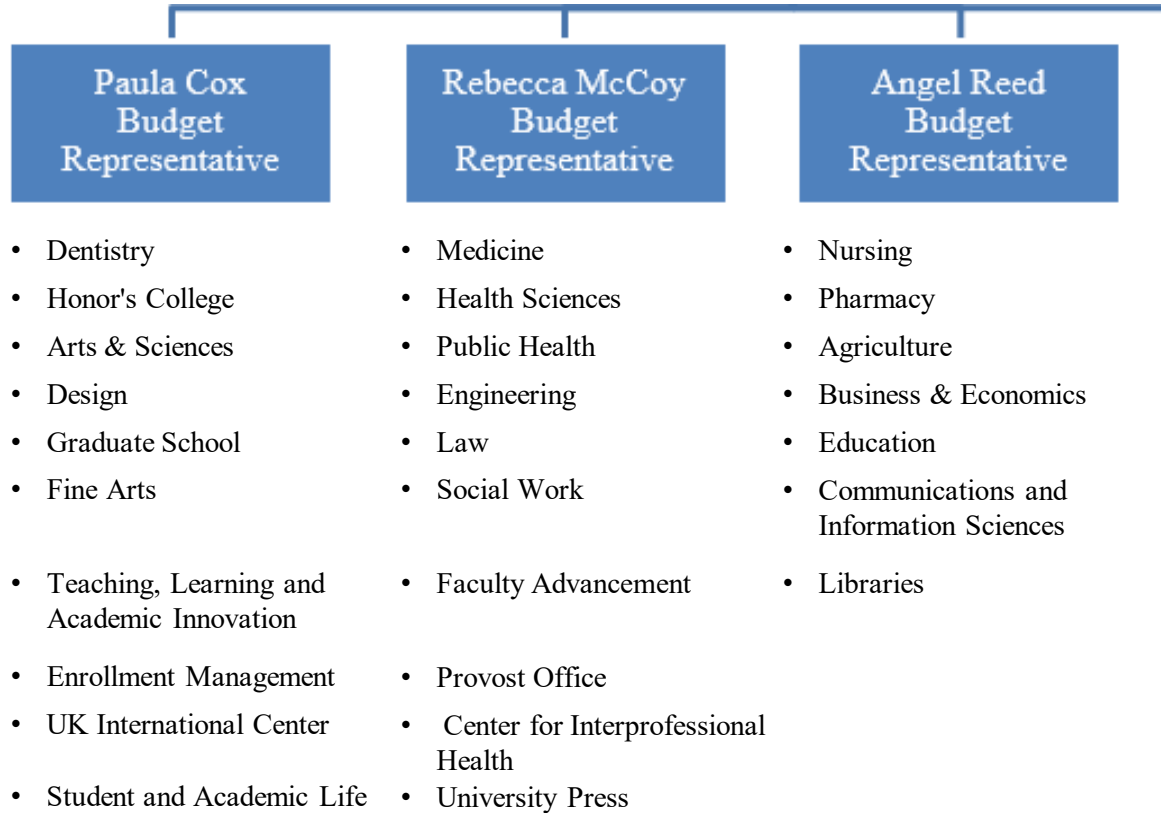 Paula Cox
Budget
Representative
• Dentistry
• Honor's College
• Arts & Sciences
• Design
• Graduate School
• Fine Arts
• Teaching, Learning and
Academic Innovation
• Enrollment Management
• UK International Center
• Student and Academic Life
Rebecca McCoy
Budget
Representative
• Medicine
• Health Sciences
• Public Health
• Engineering
• Law
• Social Work
• Faculty Advancement
• Provost Office
• Center for Interprofessional
Health
• University Press
Angel Reed
Budget
Representative
• Nursing
• Pharmacy
• Agriculture
• Business & Economics
• Education
• Communications and
Information Sciences
• Libraries